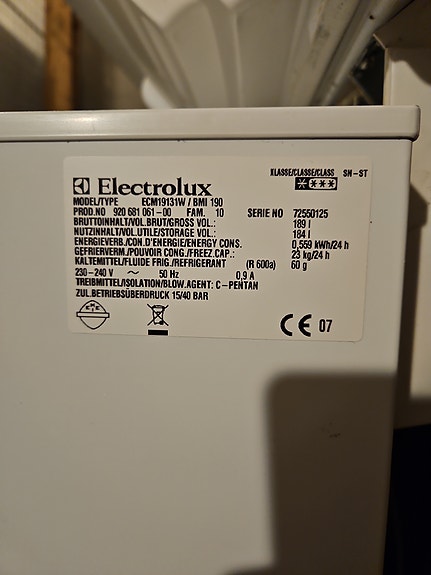 Electrolux
KLASSE/CLASSE/CLASS SN-ST
MODEL/TYPE ECM19131W / BMI 190
PROD.NO 920 681 061-00 FAM. 10 SERIE NO 72550125
BRUTTOINHALT/VOL.BRUT/GROSS VOL.: 189 l
NUTZINHALT/VOL.UTILE/STORAGE VOL.: 184 l
ENERGIEVERB./CON.D'ENERGIE/ENERGY CONS. 0,559 kWh/24 h
GEFRIERVERM./POUVOIR CONG./FREEZ.CAP.: 23 kg/24 h
KÄLTEMITTEL/FLUIDE FRIG./REFRIGERANT (R 600a) 60 g
230-240 V ~ 50 Hz 0,9 A
TREIBMITTEL/ISOLATION/BLOW.AGENT: C-PENTAN
ZUL.BETRIEBSÜBERDRUCK 15/40 BAR
CE 07